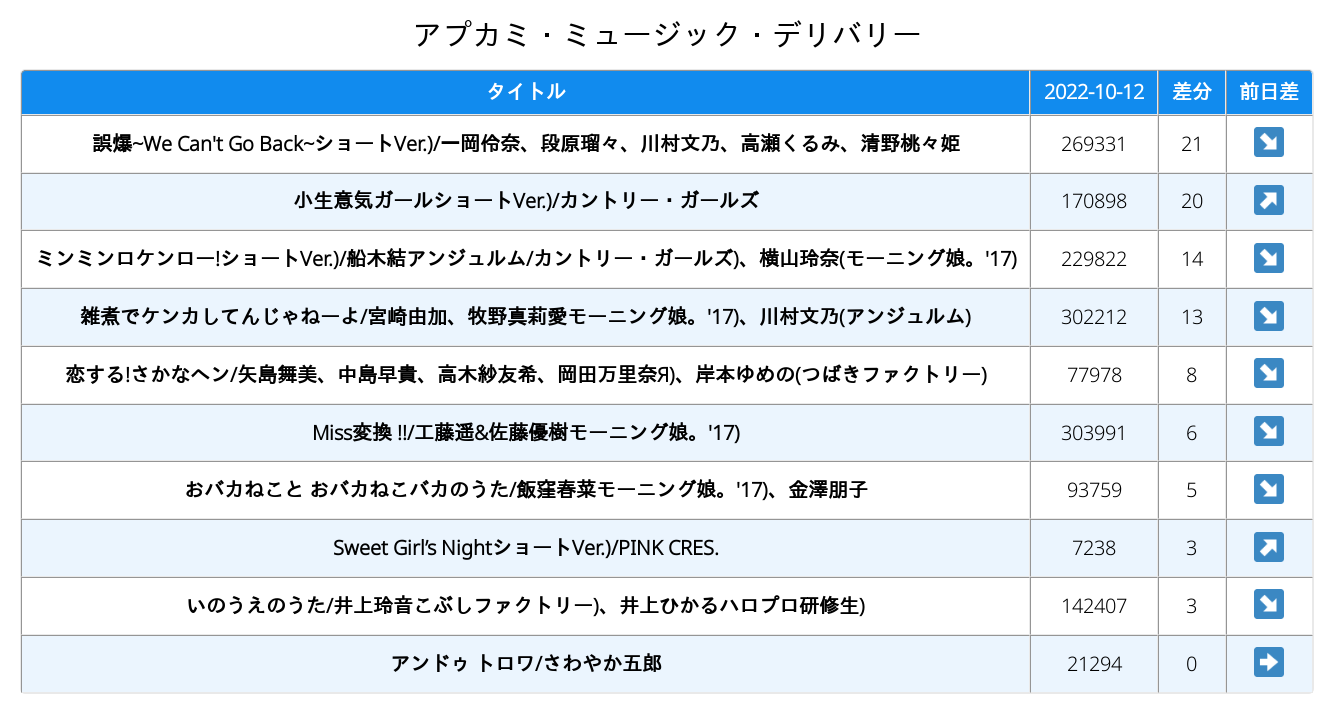 アプカミ・ミュージック・デリバリー
タイトル 2022-10-12 差分 前日差
誤爆~We Can't Go Back~ショートVer.)/一岡伶奈、段原瑠々、川村文乃、高瀬くるみ、清野桃々姫 269331 21 ↘
小生意気ガールショートVer.)/カントリー・ガールズ 170898 20 ↗
ミンミンロケンロー!ショートVer.)/船木結アンジュルム/カントリー・ガールズ)、横山玲奈(モーニング娘。'17) 229822 14 ↘
雑煮でケンカしてんじゃねーよ/宮崎由加、牧野真莉愛モーニング娘。'17)、川村文乃(アンジュルム) 302212 13 ↘
恋する!さかなヘン/矢島舞美、中島早貴、高木紗友希、岡田万里奈Я)、岸本ゆめの(つばきファクトリー) 77978 8 ↘
Miss変換 !!/工藤遥&佐藤優樹モーニング娘。'17) 303991 6 ↘
おバカねこと おバカねこバカのうた/飯窪春菜モーニング娘。'17)、金澤朋子 93759 5 ↘
Sweet Girl’s NightショートVer.)/PINK CRES. 7238 3 ↗
いのうえのうた/井上玲音こぶしファクトリー)、井上ひかるハロプロ研修生) 142407 3 ↘
アンドゥ トロワ/さわやか五郎 21294 0 ➡